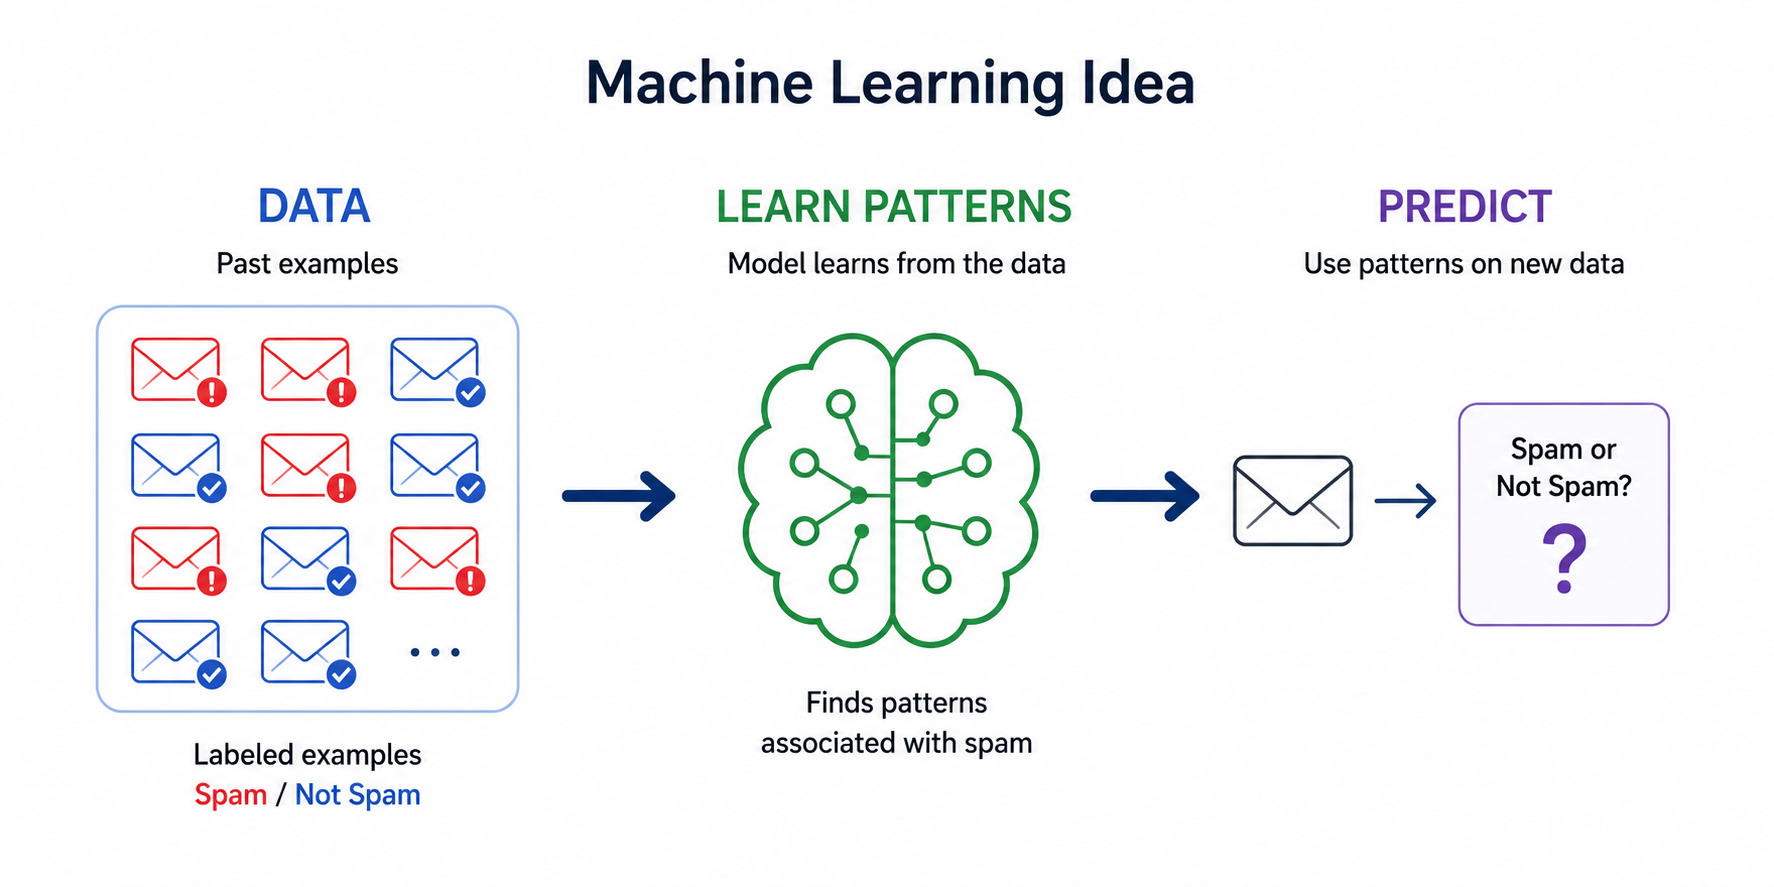 Machine Learning Idea
DATA
Past examples
Labeled examples
Spam / Not Spam
LEARN PATTERNS
Model learns from the data
Finds patterns
associated with spam
PREDICT
Use patterns on new data
Spam or
Not Spam?
?